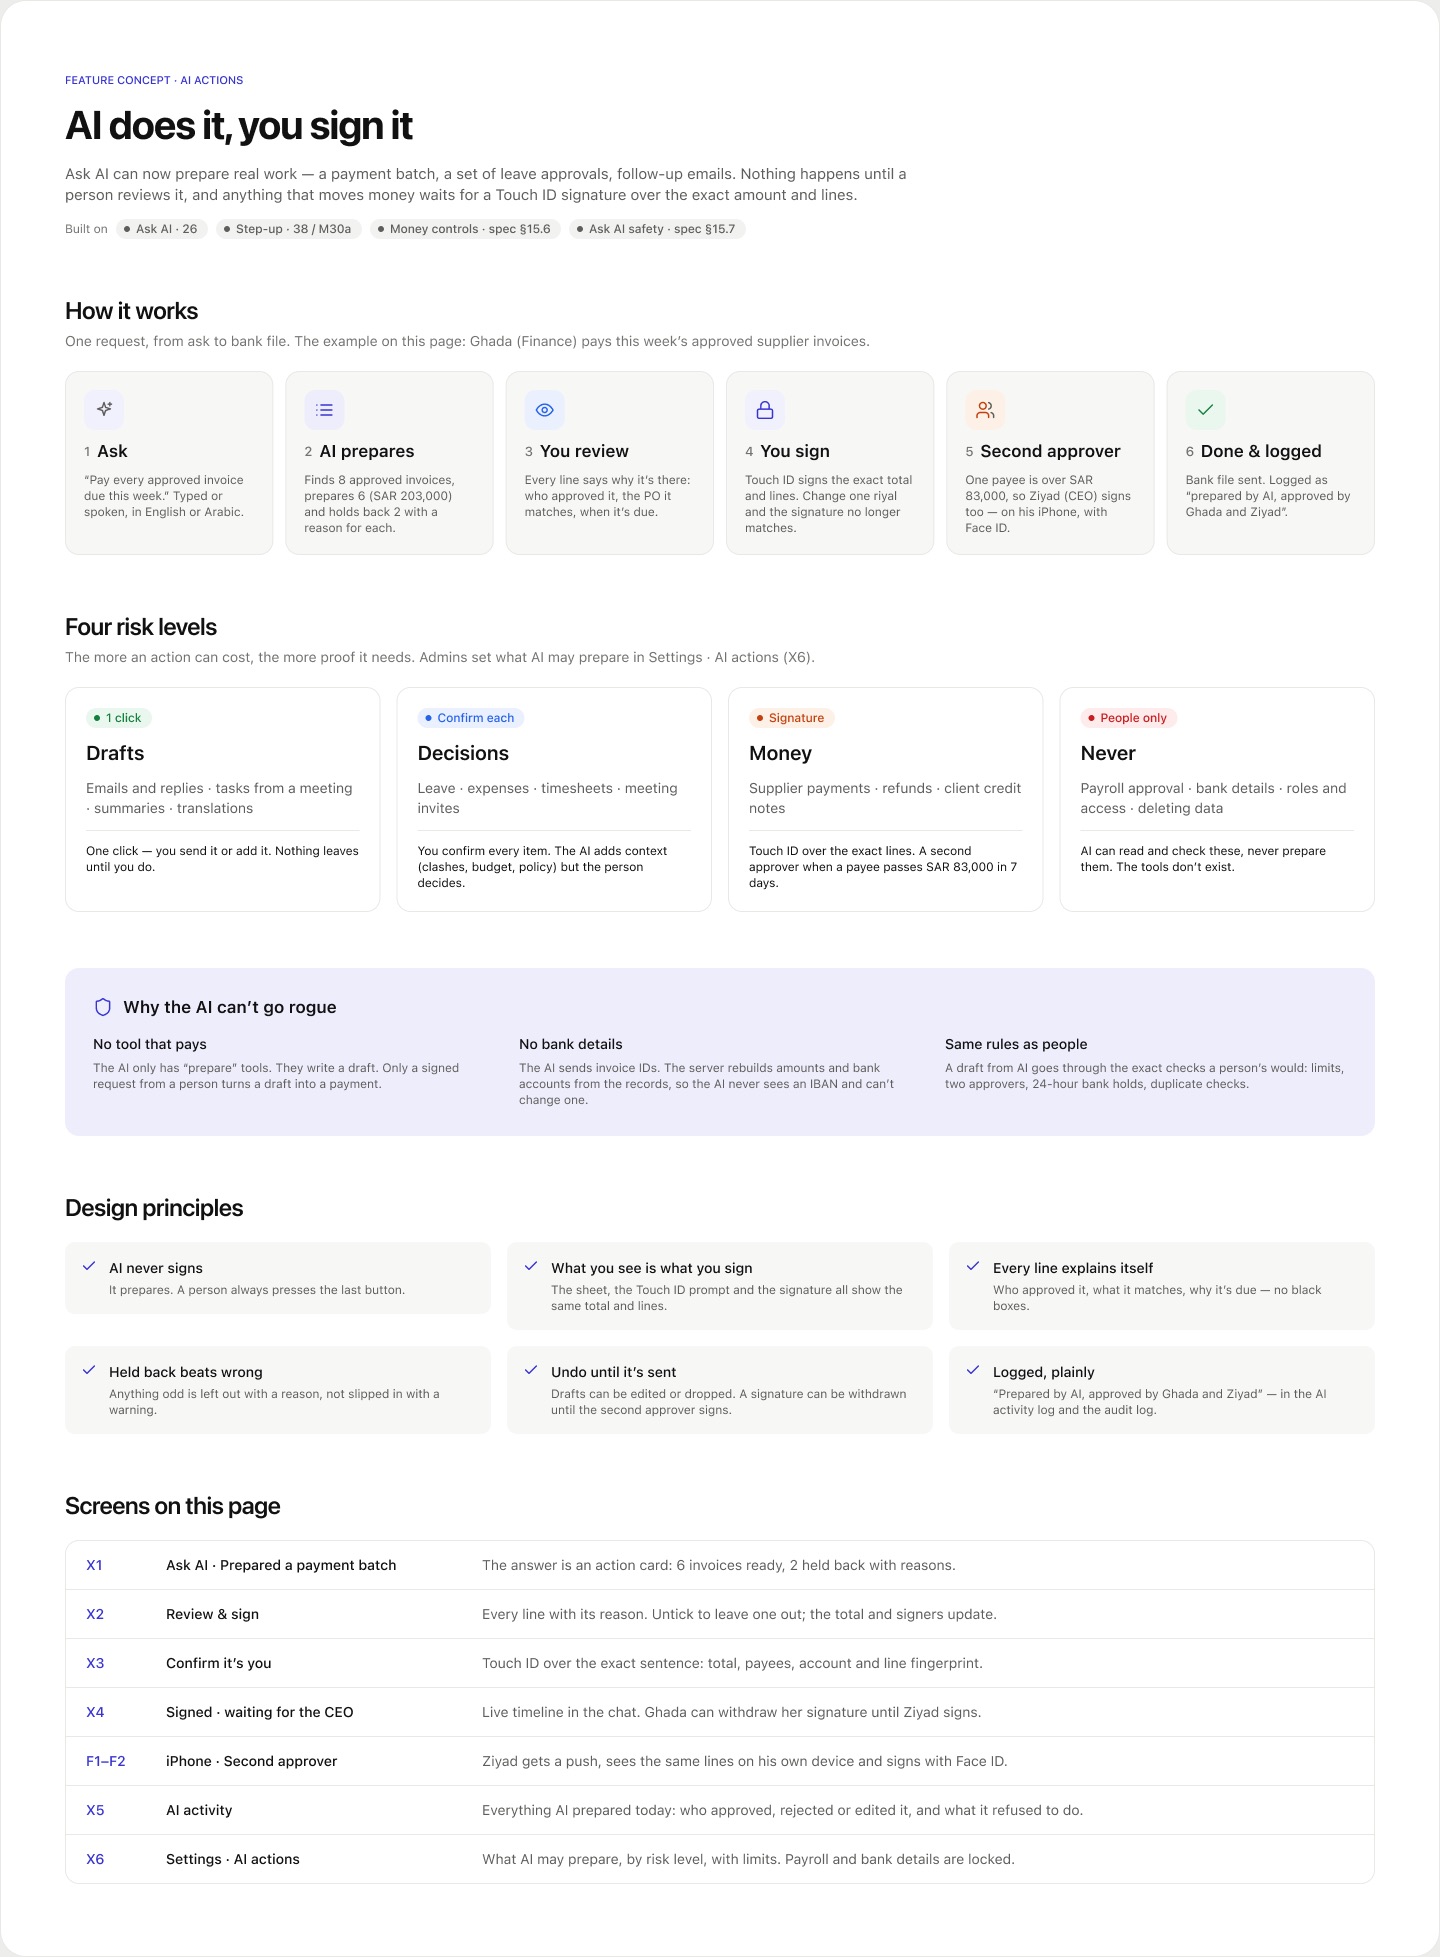 FEATURE CONCEPT · AI ACTIONS
AI does it, you sign it
Ask AI can now prepare real work — a payment batch, a set of leave approvals, follow-up emails. Nothing happens until a
person reviews it, and anything that moves money waits for a Touch ID signature over the exact amount and lines.
Built on
Ask AI · 26
Step-up · 38 / M30a
Money controls · spec §15.6
Ask AI safety · spec §15.7
How it works
One request, from ask to bank file. The example on this page: Ghada (Finance) pays this week’s approved supplier invoices.
1 Ask
“Pay every approved invoice
due this week.” Typed or
spoken, in English or Arabic.
2 AI prepares
Finds 8 approved invoices,
prepares 6 (SAR 203,000)
and holds back 2 with a
reason for each.
3 You review
Every line says why it’s there:
who approved it, the PO it
matches, when it’s due.
4 You sign
Touch ID signs the exact total
and lines. Change one riyal
and the signature no longer
matches.
5 Second approver
One payee is over SAR
83,000, so Ziyad (CEO) signs
too — on his iPhone, with
Face ID.
6 Done & logged
Bank file sent. Logged as
“prepared by AI, approved by
Ghada and Ziyad”.
Four risk levels
The more an action can cost, the more proof it needs. Admins set what AI may prepare in Settings · AI actions (X6).
1 click
Drafts
Emails and replies · tasks from a meeting
· summaries · translations
One click — you send it or add it. Nothing leaves
until you do.
Confirm each
Decisions
Leave · expenses · timesheets · meeting
invites
You confirm every item. The AI adds context
(clashes, budget, policy) but the person
decides.
Signature
Money
Supplier payments · refunds · client credit
notes
Touch ID over the exact lines. A second
approver when a payee passes SAR 83,000 in 7
days.
People only
Never
Payroll approval · bank details · roles and
access · deleting data
AI can read and check these, never prepare
them. The tools don’t exist.
Why the AI can’t go rogue
No tool that pays
The AI only has “prepare” tools. They write a draft. Only a signed
request from a person turns a draft into a payment.
No bank details
The AI sends invoice IDs. The server rebuilds amounts and bank
accounts from the records, so the AI never sees an IBAN and can’t
change one.
Same rules as people
A draft from AI goes through the exact checks a person’s would: limits,
two approvers, 24-hour bank holds, duplicate checks.
Design principles
AI never signs
It prepares. A person always presses the last button.
What you see is what you sign
The sheet, the Touch ID prompt and the signature all show the
same total and lines.
Every line explains itself
Who approved it, what it matches, why it’s due — no black
boxes.
Held back beats wrong
Anything odd is left out with a reason, not slipped in with a
warning.
Undo until it’s sent
Drafts can be edited or dropped. A signature can be withdrawn
until the second approver signs.
Logged, plainly
“Prepared by AI, approved by Ghada and Ziyad” — in the AI
activity log and the audit log.
Screens on this page
X1 Ask AI · Prepared a payment batch The answer is an action card: 6 invoices ready, 2 held back with reasons.
X2 Review & sign Every line with its reason. Untick to leave one out; the total and signers update.
X3 Confirm it’s you Touch ID over the exact sentence: total, payees, account and line fingerprint.
X4 Signed · waiting for the CEO Live timeline in the chat. Ghada can withdraw her signature until Ziyad signs.
F1–F2 iPhone · Second approver Ziyad gets a push, sees the same lines on his own device and signs with Face ID.
X5 AI activity Everything AI prepared today: who approved, rejected or edited it, and what it refused to do.
X6 Settings · AI actions What AI may prepare, by risk level, with limits. Payroll and bank details are locked.